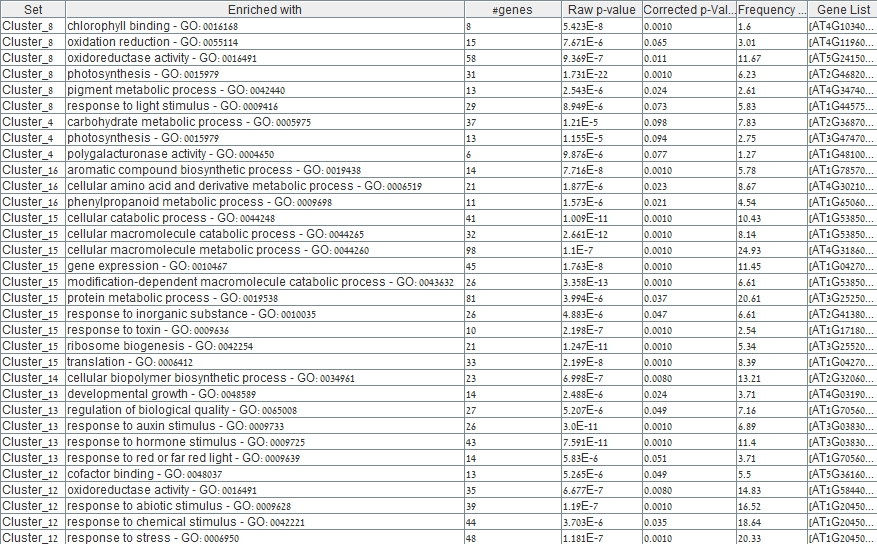 Set Enriched with #genes Raw p-value Corrected p-Val... Frequency ... Gene List
Cluster_8 chlorophyll binding - GO: 0016168 8 5.423E-8 0.0010 1.6 [AT4G10340...
Cluster_8 oxidation reduction - GO: 0055114 15 7.671E-6 0.065 3.01 [AT4G11960...
Cluster_8 oxidoreductase activity - GO: 0016491 58 9.369E-7 0.011 11.67 [AT5G24150...
Cluster_8 photosynthesis - GO: 0015979 31 1.731E-22 0.0010 6.23 [AT2G46820...
Cluster_8 pigment metabolic process - GO: 0042440 13 2.543E-6 0.024 2.61 [AT4G34740...
Cluster_8 response to light stimulus - GO: 0009416 29 8.949E-6 0.073 5.83 [AT1G44575...
Cluster_4 carbohydrate metabolic process - GO: 0005975 37 1.21E-5 0.098 7.83 [AT2G36870...
Cluster_4 photosynthesis - GO: 0015979 13 1.155E-5 0.094 2.75 [AT3G47470...
Cluster_4 polygalacturonase activity - GO: 0004650 6 9.876E-6 0.077 1.27 [AT1G48100...
Cluster_16 aromatic compound biosynthetic process - GO: 0019438 14 7.716E-8 0.0010 5.78 [AT1G78570...
Cluster_16 cellular amino acid and derivative metabolic process - GO: 0006519 21 1.877E-6 0.023 8.67 [AT4G30210...
Cluster_16 phenylpropanoid metabolic process - GO: 0009698 11 1.573E-6 0.021 4.54 [AT1G65060...
Cluster_15 cellular catabolic process - GO: 0044248 41 1.009E-11 0.0010 10.43 [AT1G53850...
Cluster_15 cellular macromolecule catabolic process - GO: 0044265 32 2.661E-12 0.0010 8.14 [AT1G53850...
Cluster_15 cellular macromolecule metabolic process - GO: 0044260 98 1.1E-7 0.0010 24.93 [AT4G31860...
Cluster_15 gene expression - GO: 0010467 45 1.763E-8 0.0010 11.45 [AT1G04270...
Cluster_15 modification-dependent macromolecule catabolic process - GO: 0043632 26 3.358E-13 0.0010 6.61 [AT1G53850...
Cluster_15 protein metabolic process - GO: 0019538 81 3.994E-6 0.037 20.61 [AT3G25250...
Cluster_15 response to inorganic substance - GO: 0010035 26 4.883E-6 0.047 6.61 [AT2G41380...
Cluster_15 response to toxin - GO: 0009636 10 2.198E-7 0.0010 2.54 [AT1G17180...
Cluster_15 ribosome biogenesis - GO: 0042254 21 1.247E-11 0.0010 5.34 [AT3G25520...
Cluster_15 translation - GO: 0006412 33 2.199E-8 0.0010 8.39 [AT1G04270...
Cluster_14 cellular biopolymer biosynthetic process - GO: 0034961 23 6.998E-7 0.0080 13.21 [AT2G32060...
Cluster_13 developmental growth - GO: 0048589 14 2.488E-6 0.024 3.71 [AT4G03190...
Cluster_13 regulation of biological quality - GO: 0065008 27 5.207E-6 0.049 7.16 [AT1G70560...
Cluster_13 response to auxin stimulus - GO: 0009733 26 3.0E-11 0.0010 6.89 [AT3G03830...
Cluster_13 response to hormone stimulus - GO: 0009725 43 7.591E-11 0.0010 11.4 [AT3G03830...
Cluster_13 response to red or far red light - GO: 0009639 14 5.83E-6 0.051 3.71 [AT1G70560...
Cluster_12 cofactor binding - GO: 0048037 13 5.265E-6 0.049 5.5 [AT5G36160...
Cluster_12 oxidoreductase activity - GO: 0016491 35 6.677E-7 0.0080 14.83 [AT1G58440...
Cluster_12 response to abiotic stimulus - GO: 0009628 39 1.19E-7 0.0010 16.52 [AT1G20450...
Cluster_12 response to chemical stimulus - GO: 0042221 44 3.703E-6 0.035 18.64 [AT1G20450...
Cluster_12 response to stress - GO: 0006950 48 1.181E-7 0.0010 20.33 [AT1G20450...